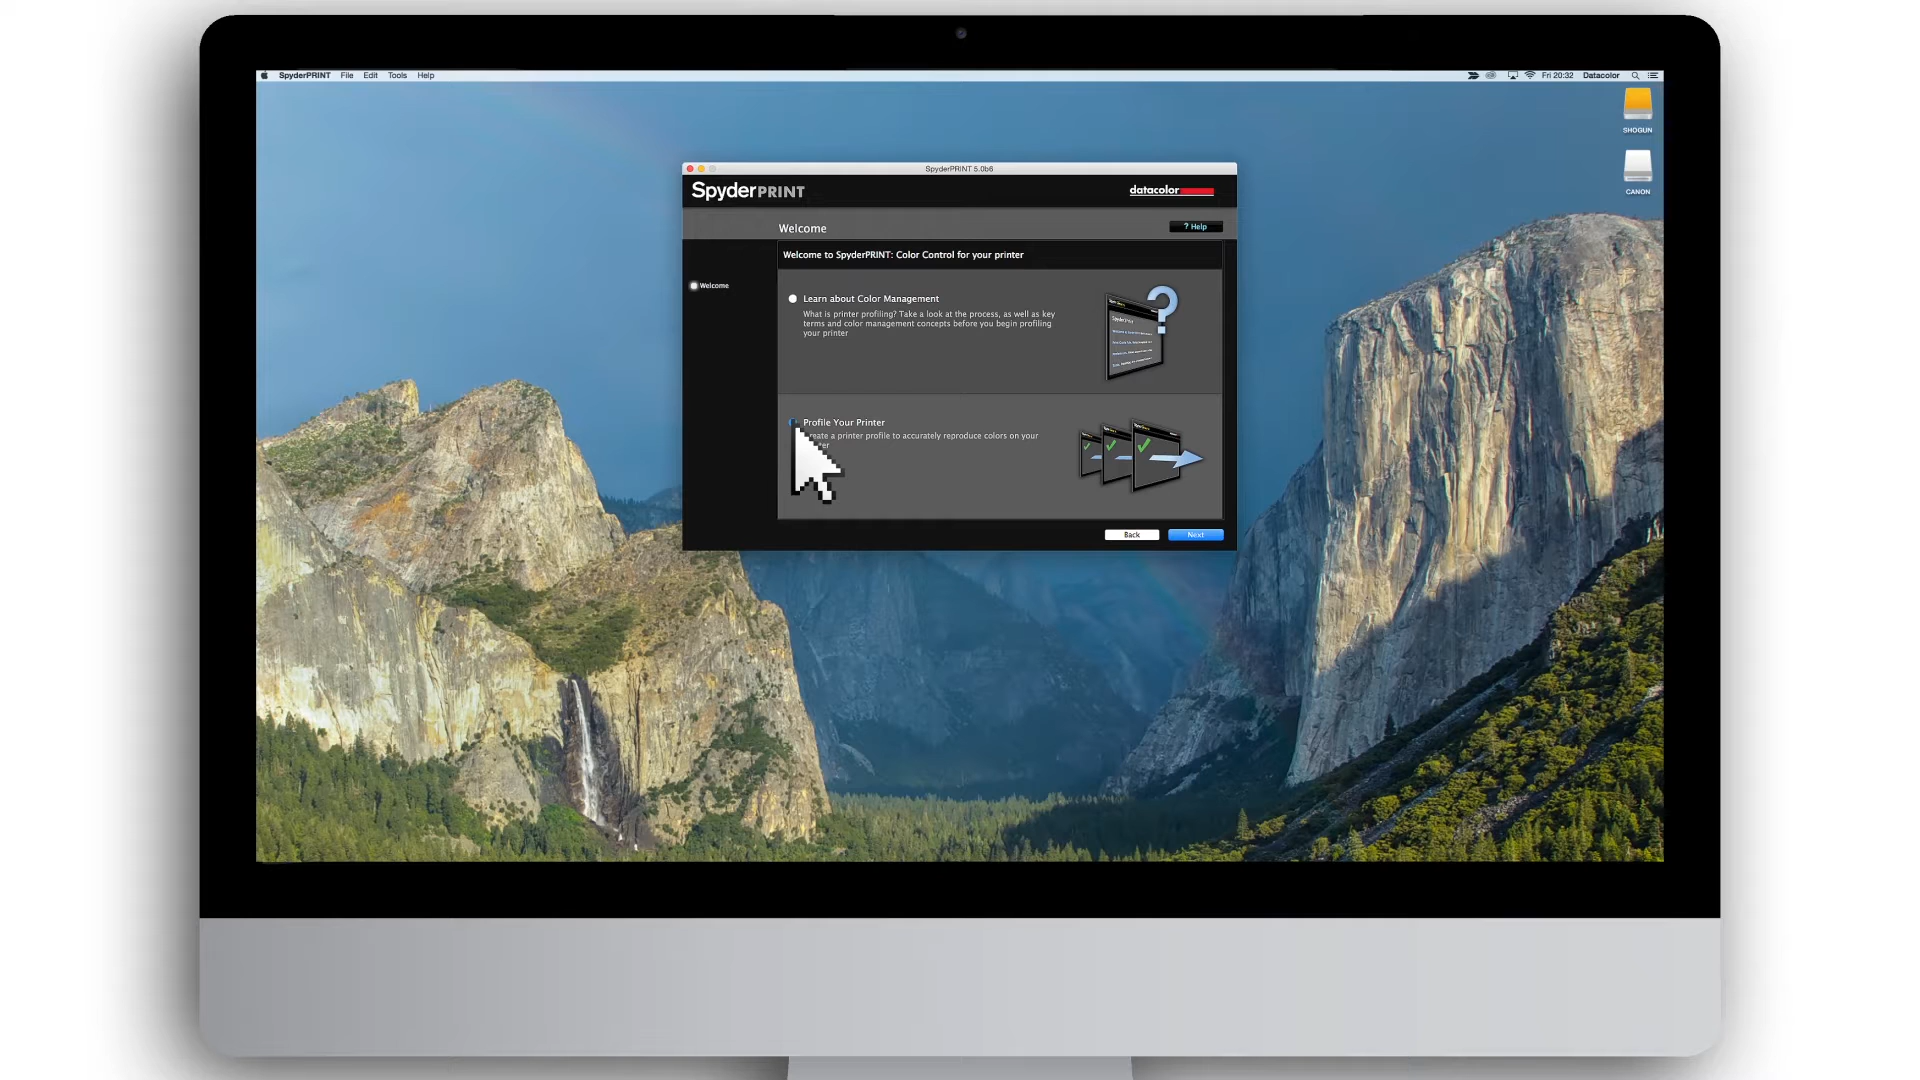 SpyderPRINT File Edit Tools Help
Fri 20:32 Datacolor
SHOGUN
CANON
SpyderPRINT 5.0b6
SpyderPRINT
datacolor
Welcome
? Help
Welcome to SpyderPRINT: Color Control for your printer
Welcome
Learn about Color Management
What is printer profiling? Take a look at the process, as well as key
terms and color management concepts before you begin profiling
your printer
Profile Your Printer
a printer profile to accurately reproduce colors on your
Back
Next